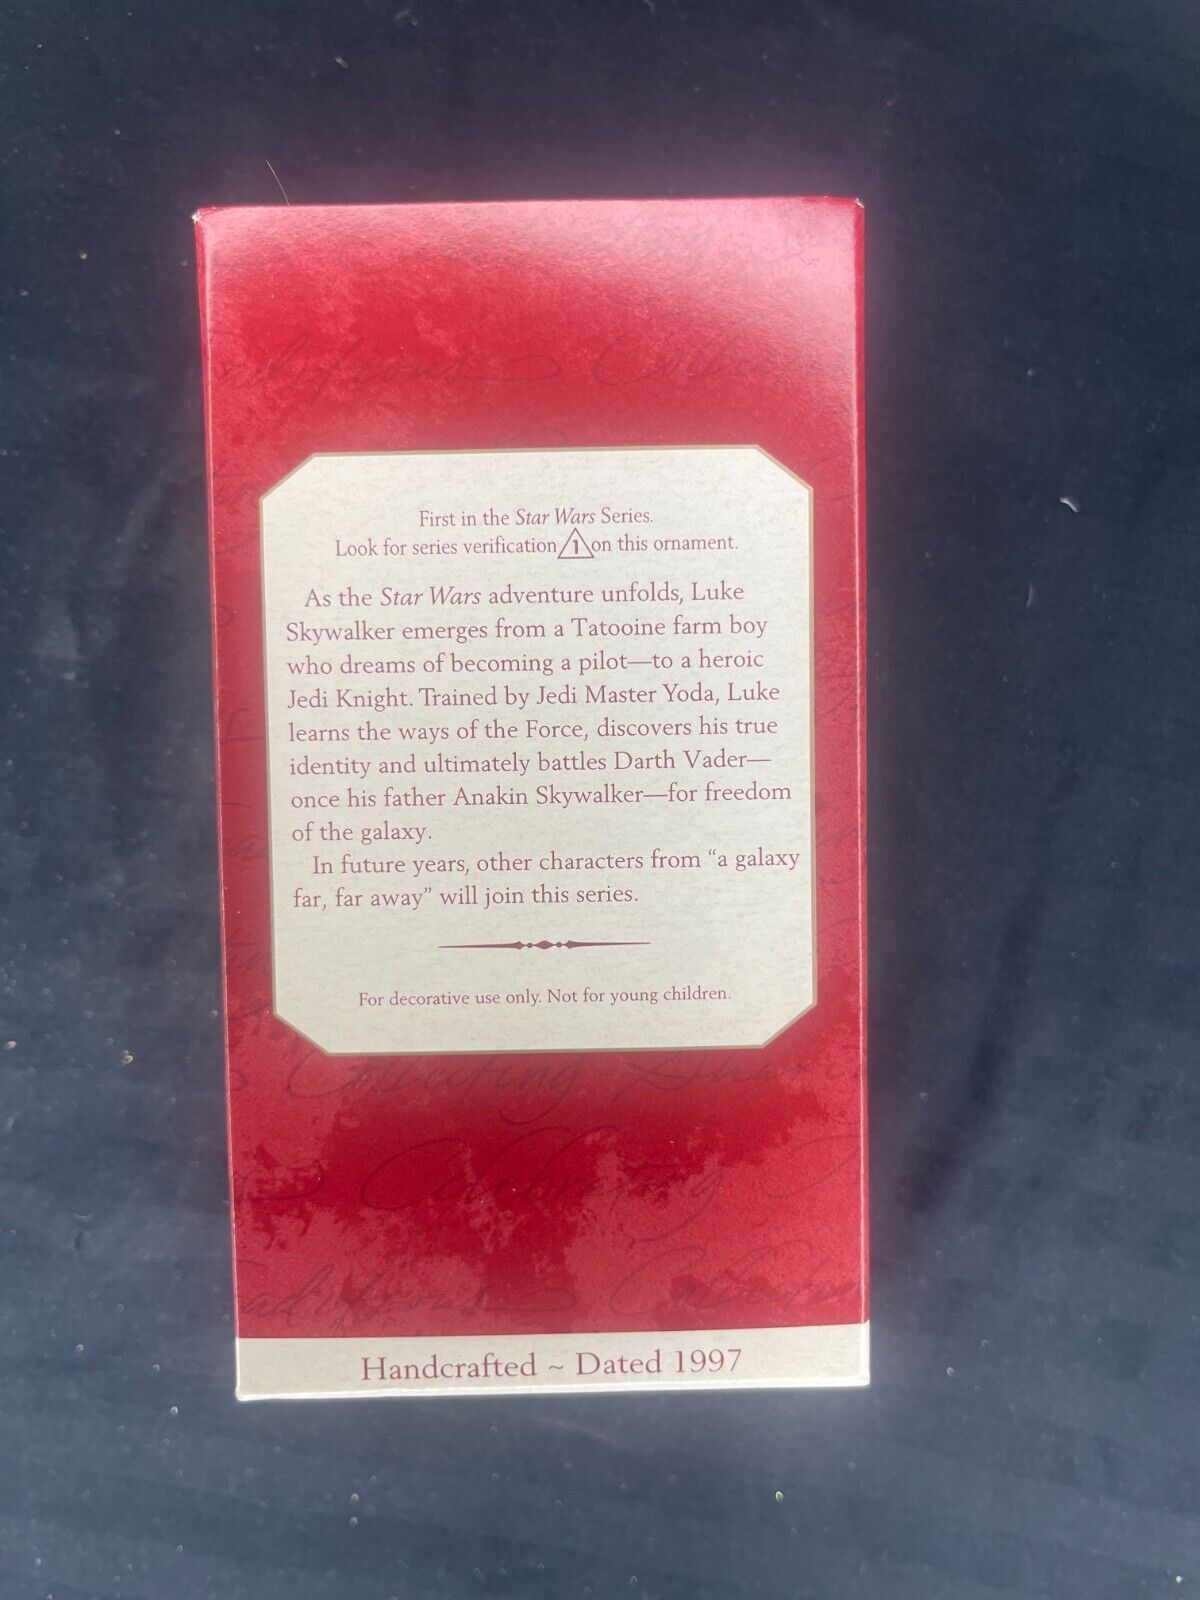 Traditions Collecting
First in the Star Wars Series.
Look for series verification 1 on this ornament.
As the Star Wars adventure unfolds, Luke
Skywalker emerges from a Tatooine farm boy
who dreams of becoming a pilot—to a heroic
Jedi Knight. Trained by Jedi Master Yoda, Luke
learns the ways of the Force, discovers his true
identity and ultimately battles Darth Vader—
once his father Anakin Skywalker—for freedom
of the galaxy.
In future years, other characters from “a galaxy
far, far away” will join this series.
For decorative use only. Not for young children.
Collecting
Celebrating
Handcrafted ~ Dated 1997